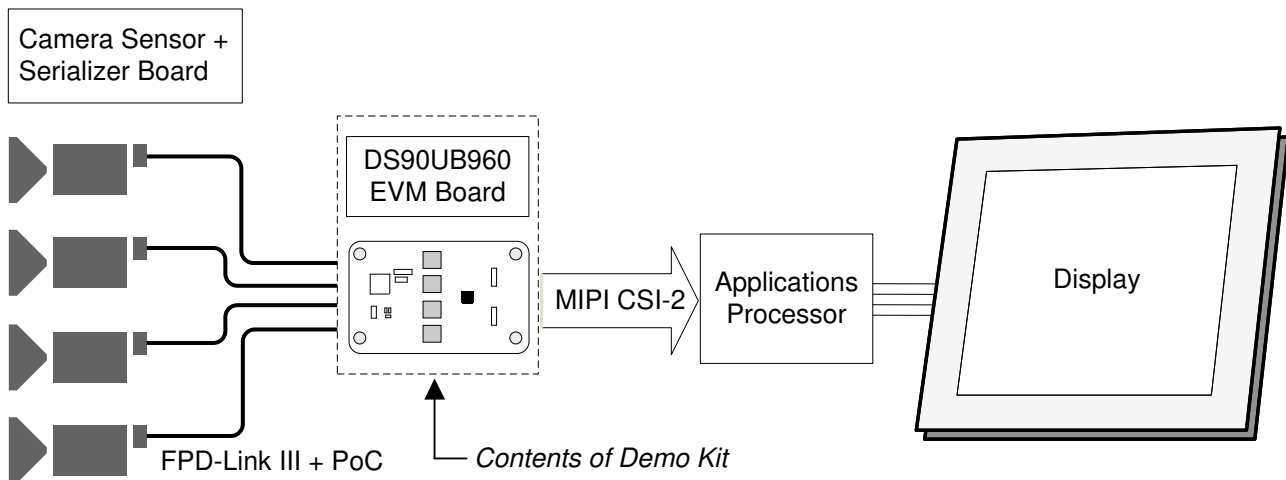 Camera Sensor +
Serializer Board
DS90UB960
EVM Board
MIPI CSI-2
Applications
Processor
Display
FPD-Link III + PoC
Contents of Demo Kit